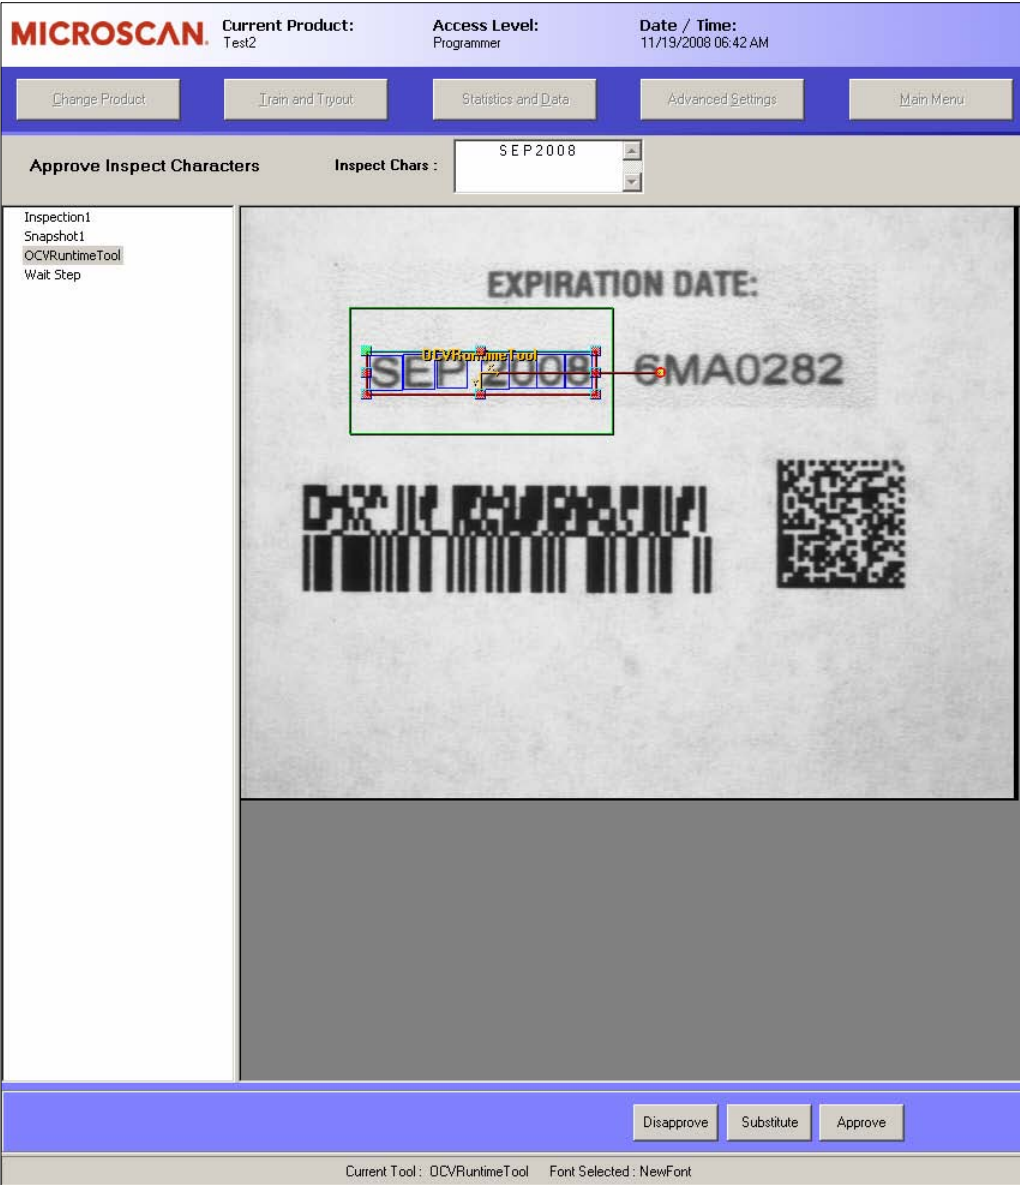 MICROSCAN.
Current Product:
Test2
Access Level:
Programmer
Date / Time:
11/19/2008 06:42 AM
Change Product
Train and Tryout
Statistics and Data
Advanced Settings
Main Menu
Approve Inspect Characters
Inspect Chars :
SEP2008
Inspection1
Snapshot1
OCVRuntimeTool
Wait Step
EXPIRATION DATE:
OCVRuntimeTool
SEP 2008 6MA0282
Disapprove
Substitute
Approve
Current Tool : OCVRuntimeTool Font Selected : NewFont